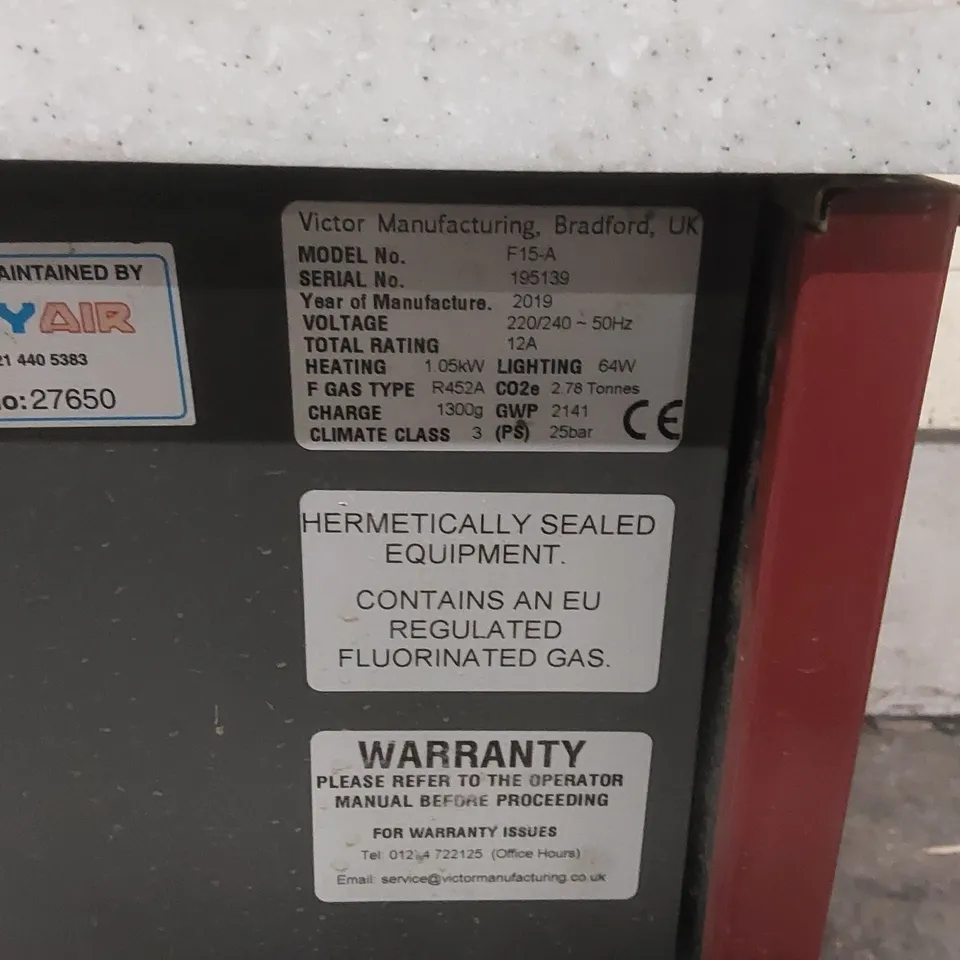 AINTAINED BY
YAIR
21 440 5383
o: 27650
Victor Manufacturing, Bradford, UK
MODEL No. F15-A
SERIAL No. 195139
Year of Manufacture. 2019
VOLTAGE 220/240 ~ 50Hz
TOTAL RATING 12A
HEATING 1.05kW LIGHTING 64W
F GAS TYPE R452A CO2e 2.78 Tonnes
CHARGE 1300g GWP 2141
CLIMATE CLASS 3 (PS) 25bar CE
HERMETICALLY SEALED
EQUIPMENT.
CONTAINS AN EU
REGULATED
FLUORINATED GAS.
WARRANTY
PLEASE REFER TO THE OPERATOR
MANUAL BEFORE PROCEEDING
FOR WARRANTY ISSUES
Tel: 01274 722125 (Office Hours)
Email: service@victormanufacturing.co.uk